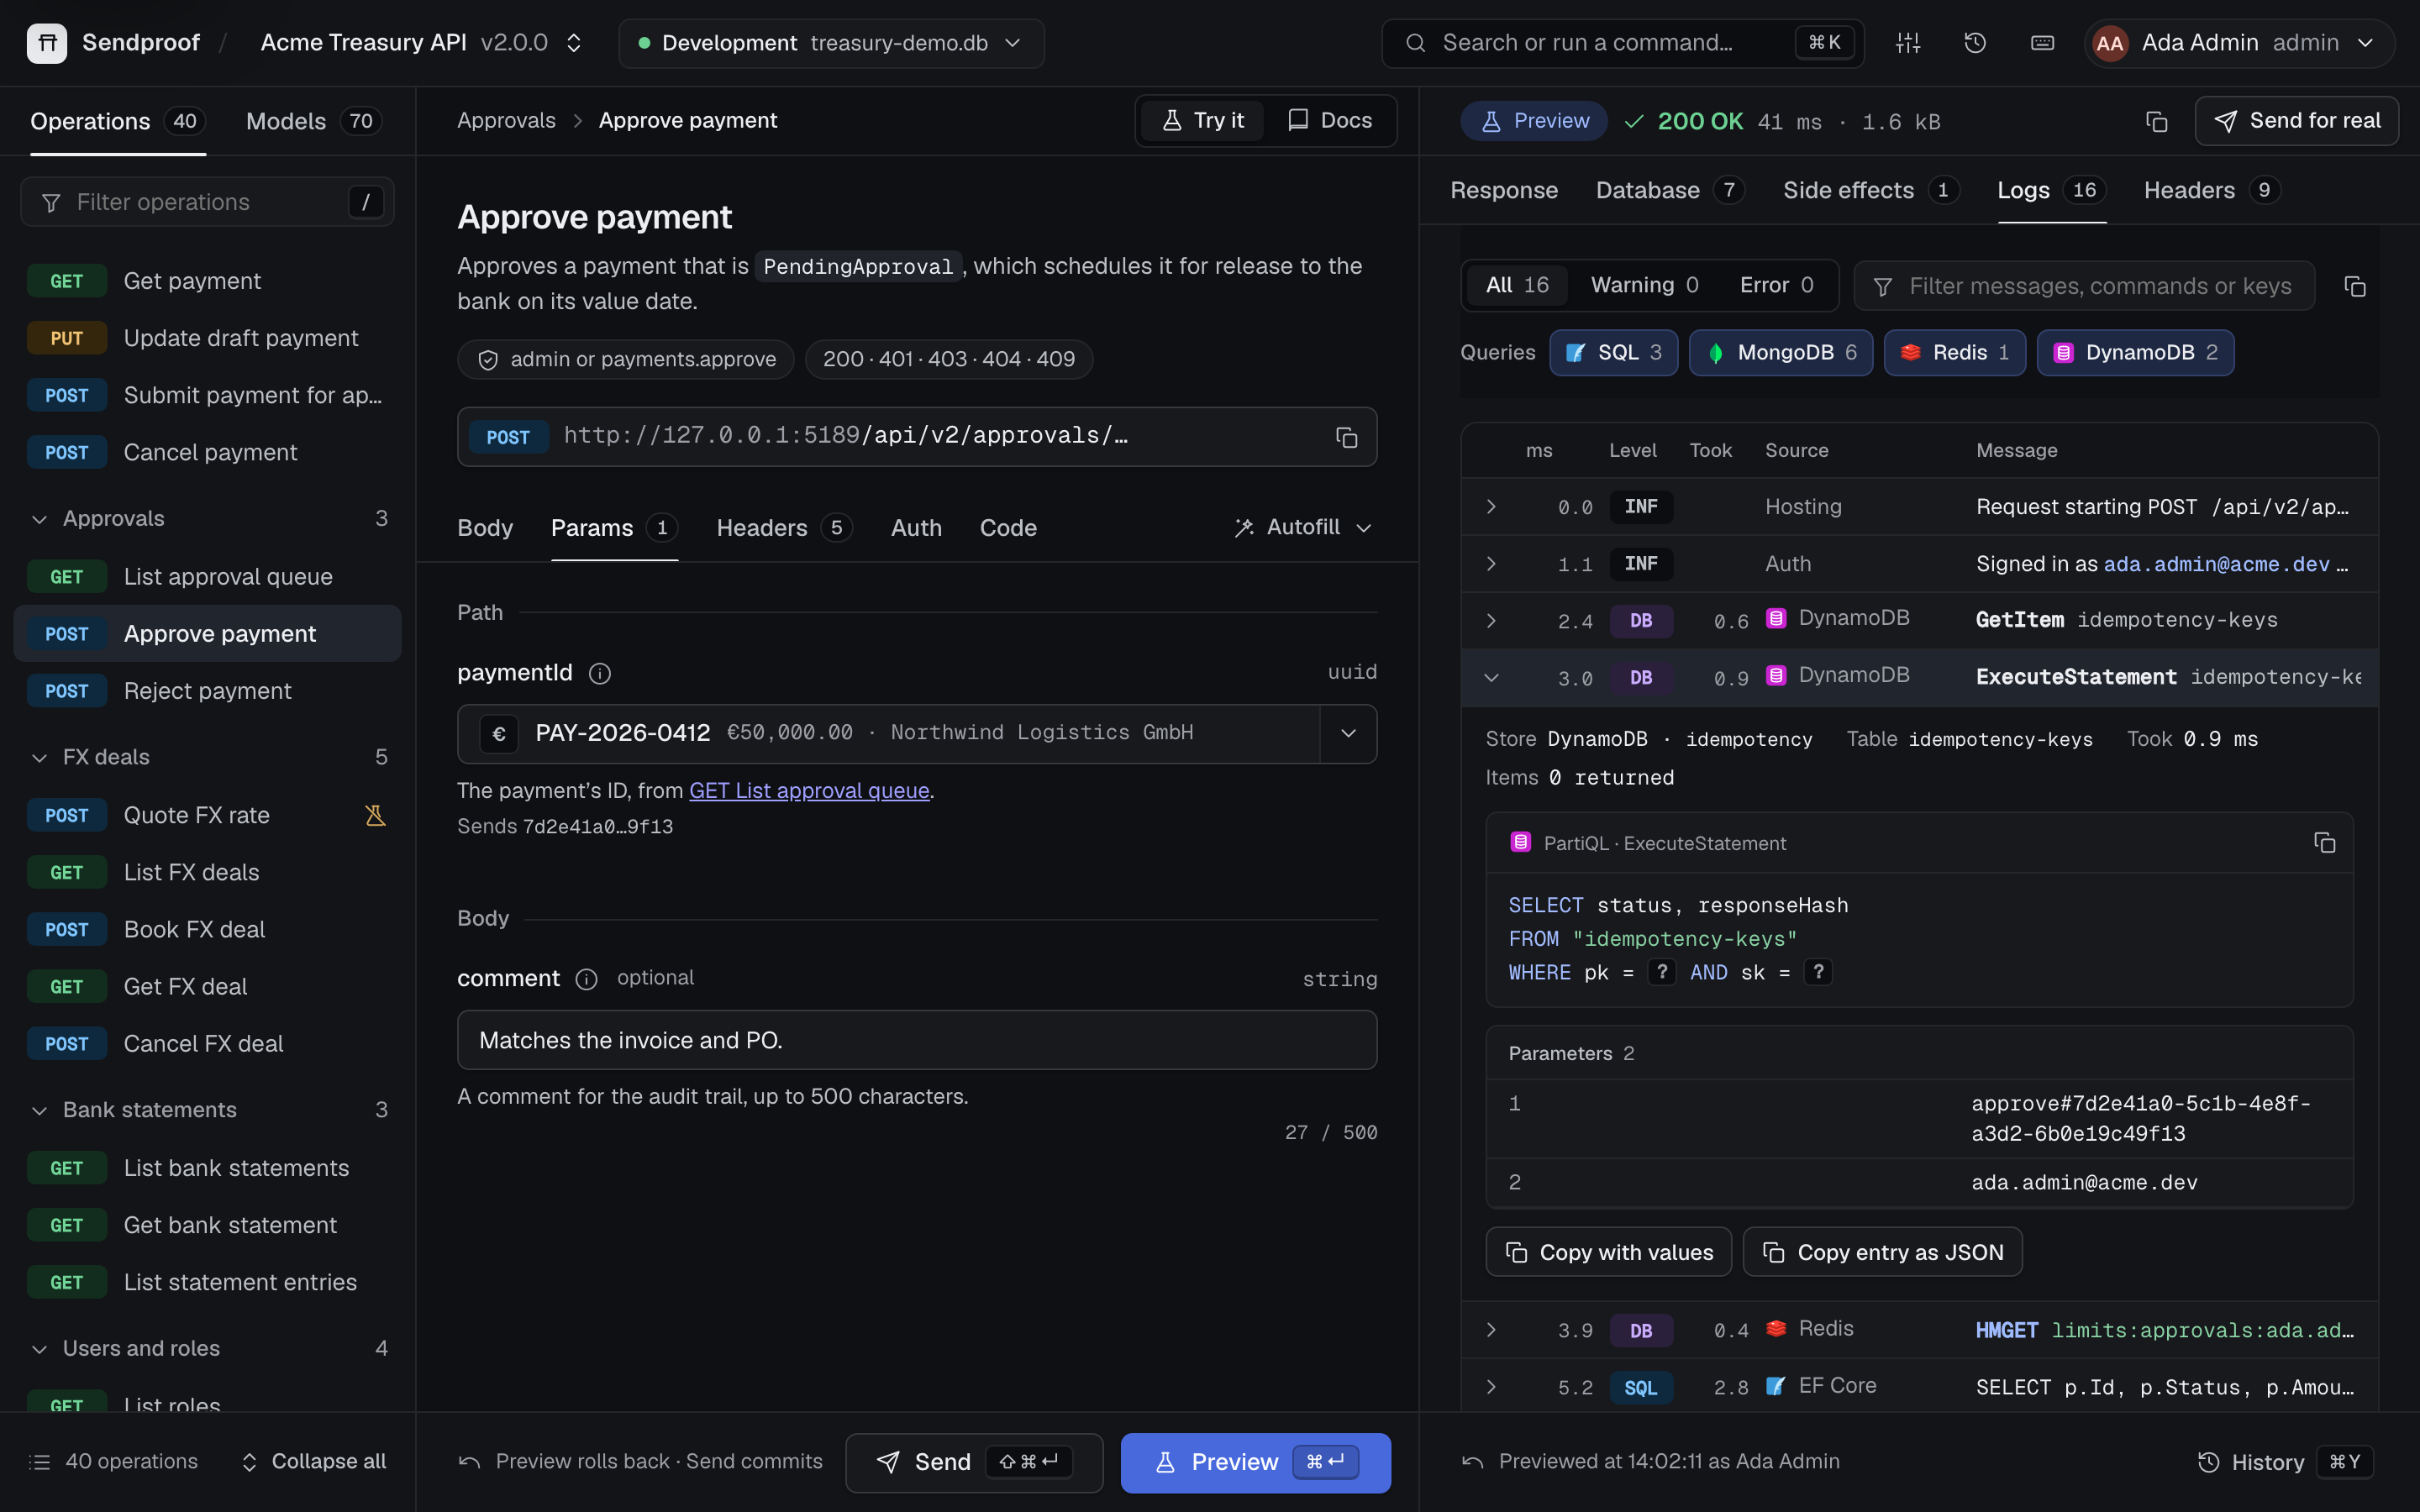 Sendproof / Acme Treasury API v2.0.0
Development treasury-demo.db
Search or run a command… ⌘K
AA Ada Admin admin
Operations 40 Models 70
Filter operations /
GET Get payment
PUT Update draft payment
POST Submit payment for ap…
POST Cancel payment
Approvals 3
GET List approval queue
POST Approve payment
POST Reject payment
FX deals 5
POST Quote FX rate
GET List FX deals
POST Book FX deal
GET Get FX deal
POST Cancel FX deal
Bank statements 3
GET List bank statements
GET Get bank statement
GET List statement entries
Users and roles 4
GET List roles
40 operations Collapse all
Approvals > Approve payment
Try it Docs
Approve payment
Approves a payment that is PendingApproval, which schedules it for release to the
bank on its value date.
admin or payments.approve 200 · 401 · 403 · 404 · 409
POST http://127.0.0.1:5189/api/v2/approvals/…
Body Params 1 Headers 5 Auth Code Autofill
Path
paymentId uuid
€ PAY-2026-0412 €50,000.00 · Northwind Logistics GmbH
The payment’s ID, from GET List approval queue.
Sends 7d2e41a0…9f13
Body
comment optional string
Matches the invoice and PO.
A comment for the audit trail, up to 500 characters.
27 / 500
Preview rolls back · Send commits
Send ⇧⌘↵ Preview ⌘↵
Preview 200 OK 41 ms · 1.6 kB
Send for real
Response Database 7 Side effects 1 Logs 16 Headers 9
All 16 Warning 0 Error 0 Filter messages, commands or keys
Queries SQL 3 MongoDB 6 Redis 1 DynamoDB 2
ms Level Took Source Message
0.0 INF Hosting Request starting POST /api/v2/ap…
1.1 INF Auth Signed in as ada.admin@acme.dev …
2.4 DB 0.6 DynamoDB GetItem idempotency-keys
3.0 DB 0.9 DynamoDB ExecuteStatement idempotency-ke
Store DynamoDB · idempotency Table idempotency-keys Took 0.9 ms
Items 0 returned
PartiQL · ExecuteStatement
SELECT status, responseHash
FROM "idempotency-keys"
WHERE pk = ? AND sk = ?
Parameters 2
1 approve#7d2e41a0-5c1b-4e8f-
a3d2-6b0e19c49f13
2 ada.admin@acme.dev
Copy with values Copy entry as JSON
3.9 DB 0.4 Redis HMGET limits:approvals:ada.ad…
5.2 SQL 2.8 EF Core SELECT p.Id, p.Status, p.Amou…
Previewed at 14:02:11 as Ada Admin
History ⌘Y